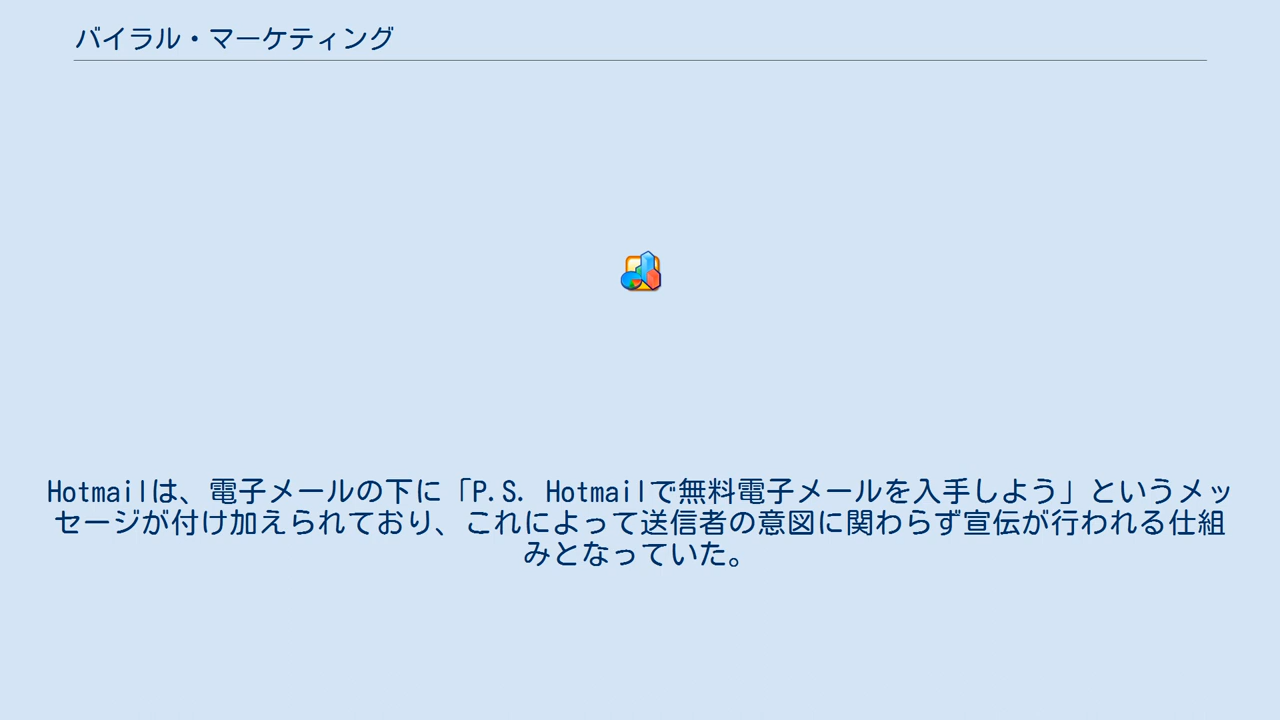 バイラル・マーケティング
Hotmailは、電子メールの下に「P.S. Hotmailで無料電子メールを入手しよう」というメッ
セージが付け加えられており、これによって送信者の意図に関わらず宣伝が行われる仕組
みとなっていた。